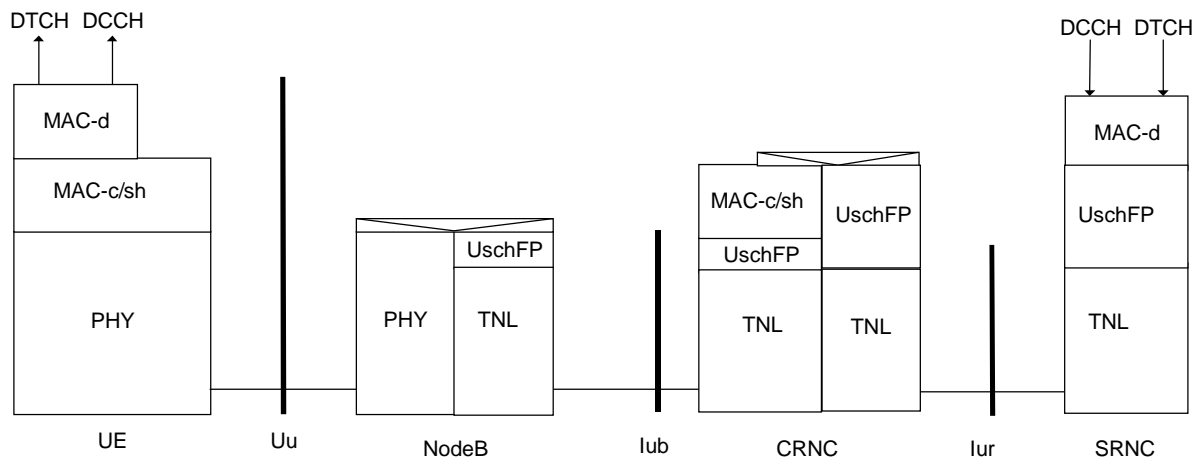 DTCH DCCH
DCCH DTCH
MAC-d
MAC-d
MAC-c/sh
MAC-c/sh
UschFP
UschFP
UschFP
UschFP
PHY
PHY
TNL
TNL
TNL
TNL
UE
Uu
NodeB
Iub
CRNC
Iur
SRNC